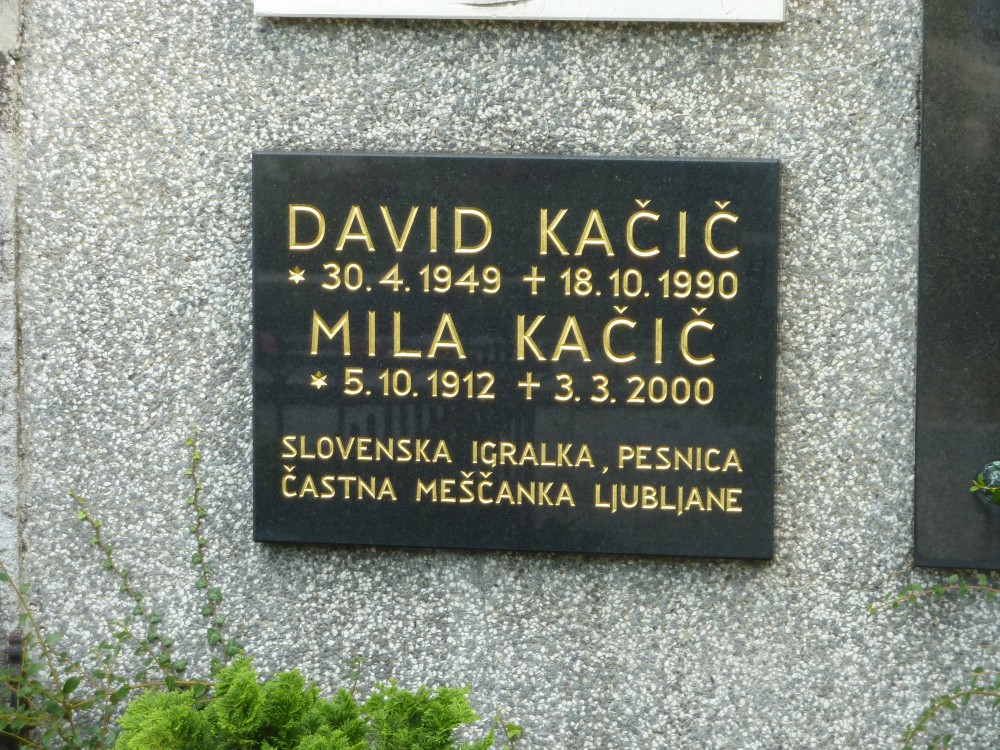 DAVID KAČIČ
* 30. 4. 1949 + 18. 10. 1990
MILA KAČIČ
* 5. 10. 1912 + 3. 3. 2000
SLOVENSKA IGRALKA, PESNICA
ČASTNA MEŠČANKA LJUBLJANE